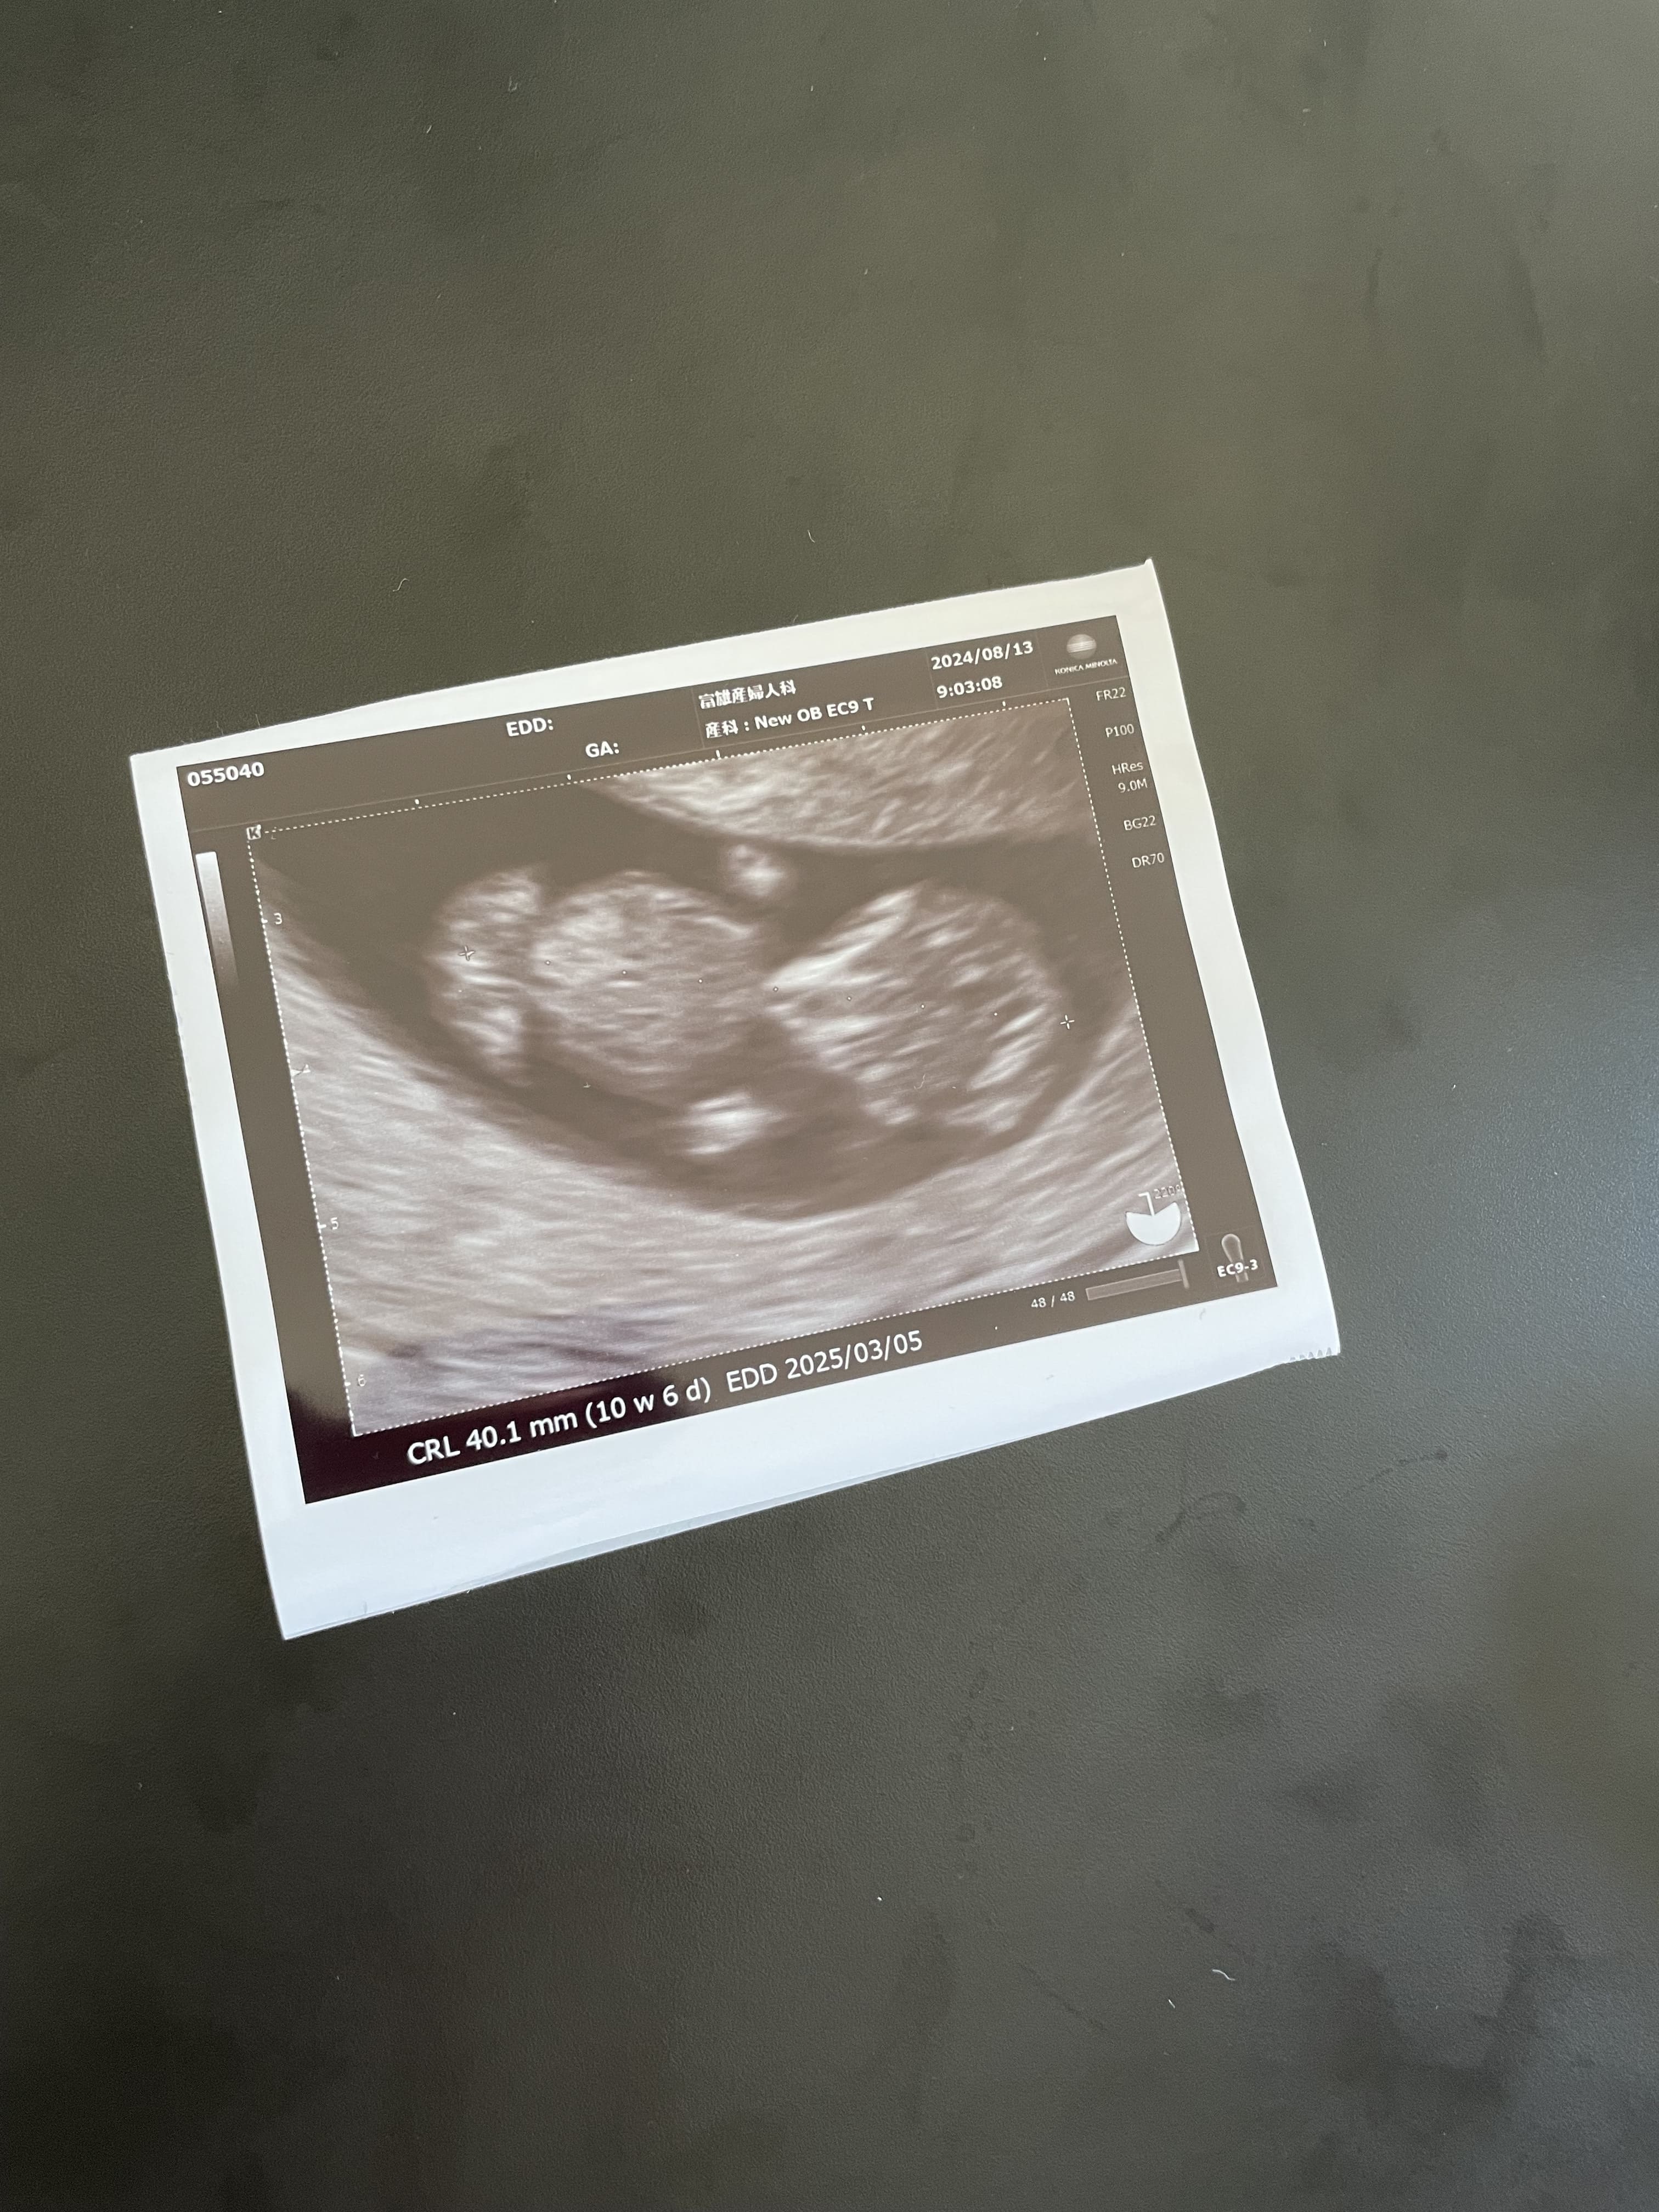 055040
EDD:
GA:
富雄産婦人科
産科：New OB EC9 T
2024/08/13
9:03:08
KONICA MINOLTA
FR22
P100
HRes
9.0M
BG22
DR70
K
3
4
5
6
48 / 48
EC9-3
CRL 40.1 mm (10 w 6 d) EDD 2025/03/05